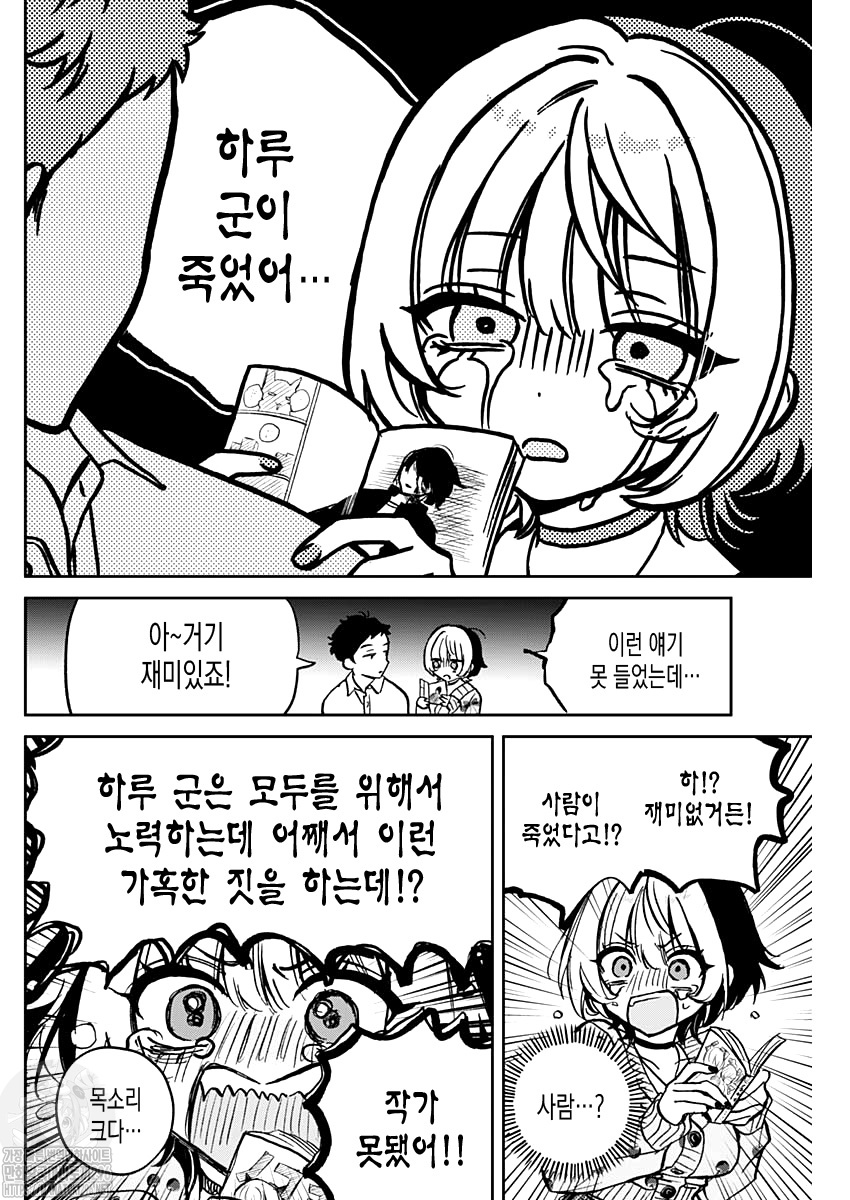 하루
군이
죽었어…
이런 얘기
못 들었는데…
아~거기
재미있죠!
하!?
재미없거든!
사람이
죽었다고!?
사람…?
하루 군은 모두를 위해서
노력하는데 어째서 이런
가혹한 짓을 하는데!?
목소리
크다…
작가
못됐어!!